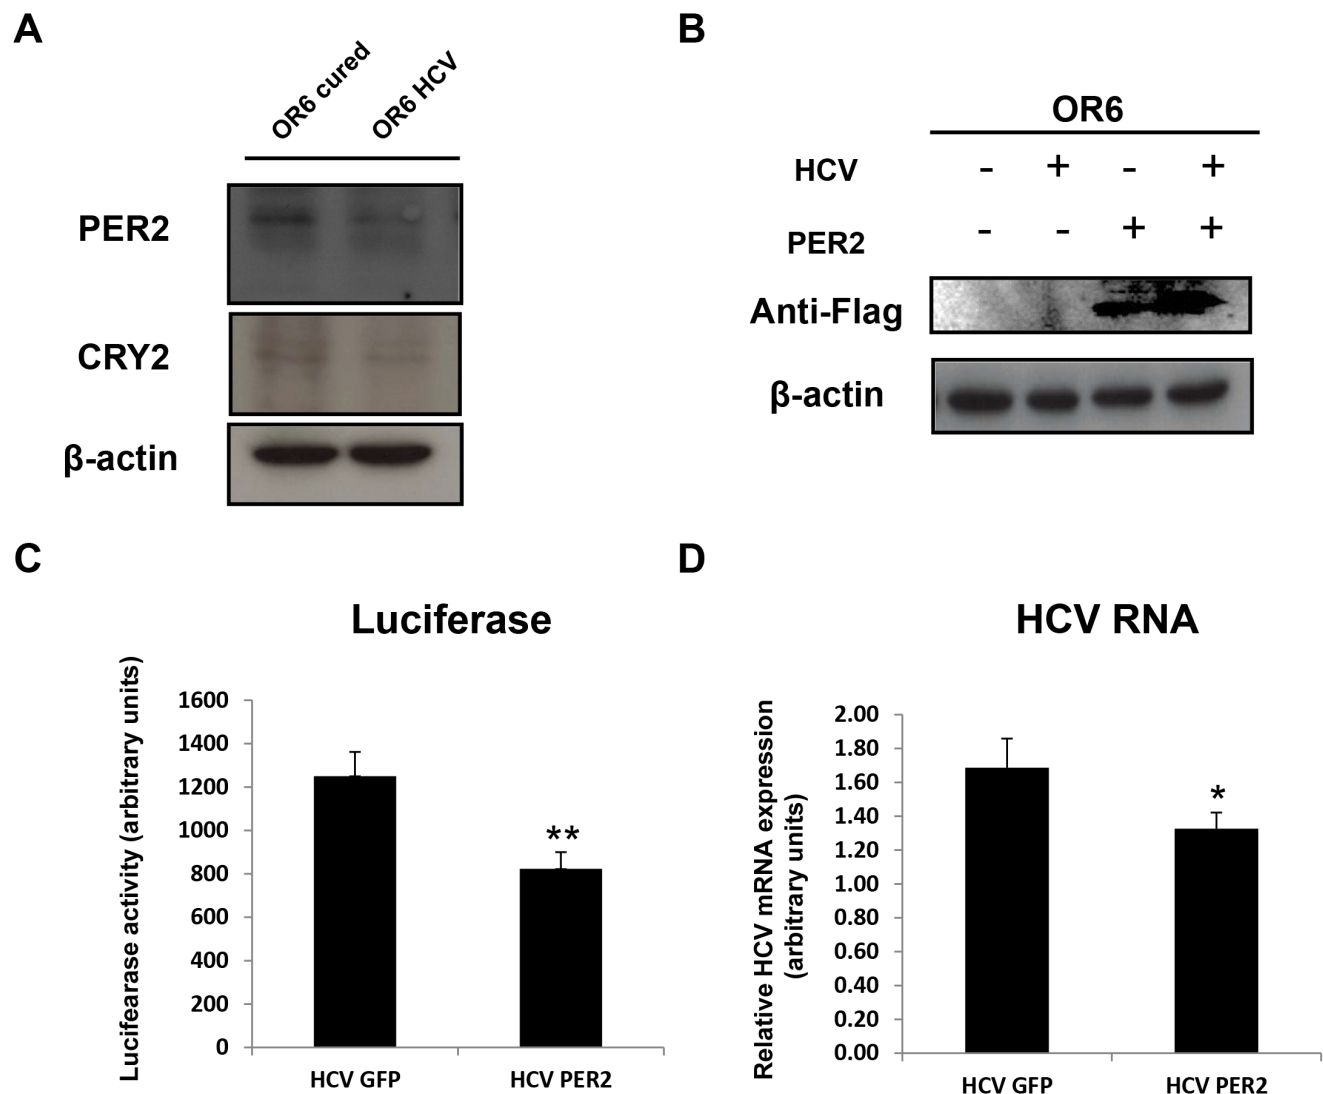 A
OR6 cured
OR6 HCV
PER2
CRY2
β-actin
B
OR6
HCV - + - +
PER2 - - + +
Anti-Flag
β-actin
C
Luciferase
Lucifearase activity (arbitrary units)
1600
1400
1200
1000
800
600
400
200
0
**
HCV GFP
HCV PER2
D
HCV RNA
Relative HCV mRNA expression
(arbitrary units)
2.00
1.80
1.60
1.40
1.20
1.00
0.80
0.60
0.40
0.20
0.00
*
HCV GFP
HCV PER2